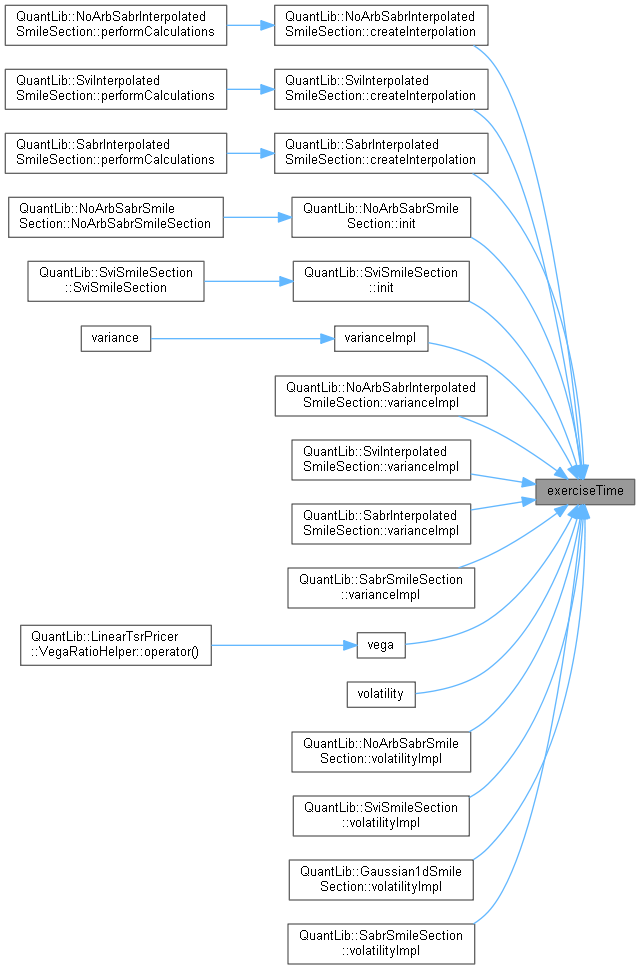 QuantLib::NoArbSabrInterpolated
SmileSection::performCalculations
QuantLib::NoArbSabrInterpolated
SmileSection::createInterpolation
QuantLib::SviInterpolated
SmileSection::performCalculations
QuantLib::SviInterpolated
SmileSection::createInterpolation
QuantLib::SabrInterpolated
SmileSection::performCalculations
QuantLib::SabrInterpolated
SmileSection::createInterpolation
QuantLib::NoArbSabrSmile
Section::NoArbSabrSmileSection
QuantLib::NoArbSabrSmile
Section::init
QuantLib::SviSmileSection
::SviSmileSection
QuantLib::SviSmileSection
::init
variance
varianceImpl
QuantLib::NoArbSabrInterpolated
SmileSection::varianceImpl
QuantLib::SviInterpolated
SmileSection::varianceImpl
exerciseTime
QuantLib::SabrInterpolated
SmileSection::varianceImpl
QuantLib::SabrSmileSection
::varianceImpl
QuantLib::LinearTsrPricer
::VegaRatioHelper::operator()
vega
volatility
QuantLib::NoArbSabrSmile
Section::volatilityImpl
QuantLib::SviSmileSection
::volatilityImpl
QuantLib::Gaussian1dSmile
Section::volatilityImpl
QuantLib::SabrSmileSection
::volatilityImpl